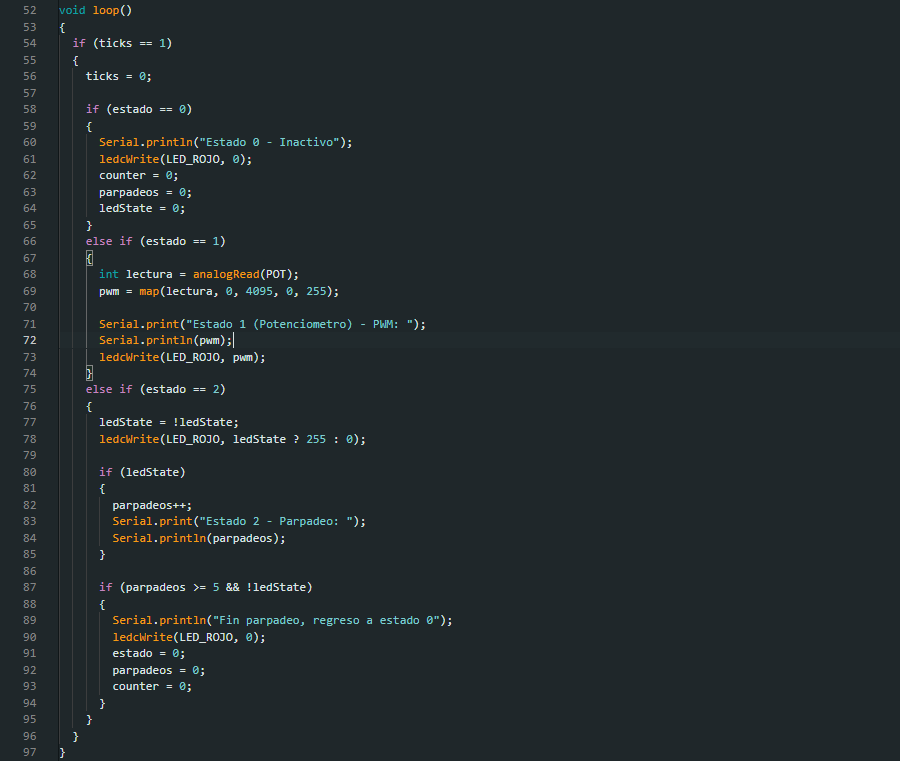 52 void loop()
53 {
54   if (ticks == 1)
55   {
56     ticks = 0;
57
58     if (estado == 0)
59     {
60       Serial.println("Estado 0 - Inactivo");
61       ledcWrite(LED_ROJO, 0);
62       counter = 0;
63       parpadeos = 0;
64       ledState = 0;
65     }
66     else if (estado == 1)
67     {
68       int lectura = analogRead(POT);
69       pwm = map(lectura, 0, 4095, 0, 255);
70
71       Serial.print("Estado 1 (Potenciometro) - PWM: ");
72       Serial.println(pwm);
73       ledcWrite(LED_ROJO, pwm);
74     }
75     else if (estado == 2)
76     {
77       ledState = !ledState;
78       ledcWrite(LED_ROJO, ledState ? 255 : 0);
79
80       if (ledState)
81       {
82         parpadeos++;
83         Serial.print("Estado 2 - Parpadeo: ");
84         Serial.println(parpadeos);
85       }
86
87       if (parpadeos >= 5 && !ledState)
88       {
89         Serial.println("Fin parpadeo, regreso a estado 0");
90         ledcWrite(LED_ROJO, 0);
91         estado = 0;
92         parpadeos = 0;
93         counter = 0;
94       }
95     }
96   }
97 }